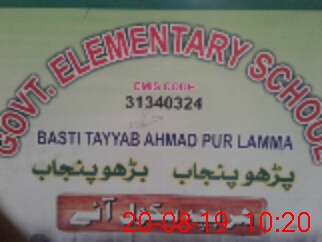 GOVT. ELEMENTARY SCHOOL
EMIS CODE
31340324
BASTI TAYYAB AHMAD PUR LAMMA
پڑھو پنجاب بڑھو پنجاب
20-08-19 10:20